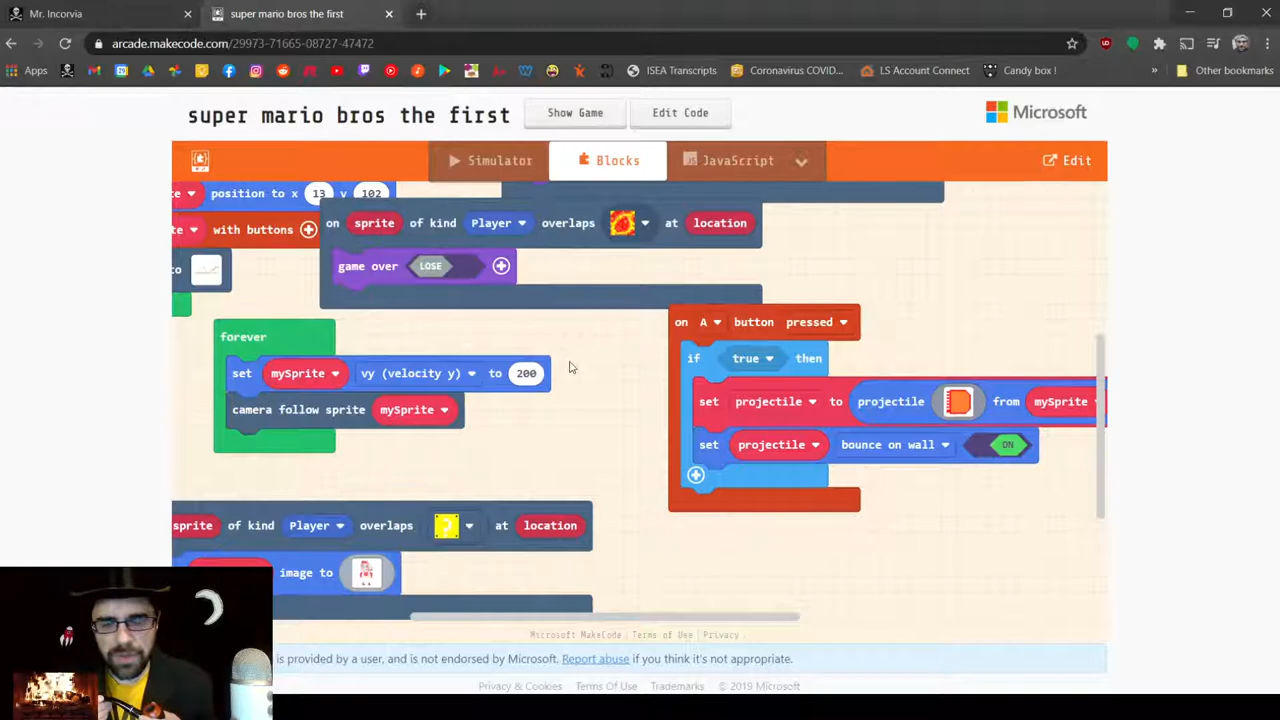 Mr. Incorvia
super mario bros the first
arcade.makecode.com/29973-71665-08727-47472
Apps
ISEA Transcripts
Coronavirus COVID...
LS Account Connect
Candy box !
Other bookmarks
super mario bros the first
Show Game
Edit Code
Microsoft
Simulator
Blocks
JavaScript
Edit
position to x 13 y 102
with buttons
on sprite of kind Player overlaps at location
game over LOSE
forever
set mySprite vy (velocity y) to 200
camera follow sprite mySprite
on A button pressed
if true then
set projectile to projectile from mySprite
set projectile bounce on wall ON
sprite of kind Player overlaps ? at location
image to
Microsoft MakeCode | Terms of Use | Privacy
is provided by a user, and is not endorsed by Microsoft. Report abuse if you think it's not appropriate.
Privacy & Cookies Terms Of Use Trademarks © 2019 Microsoft